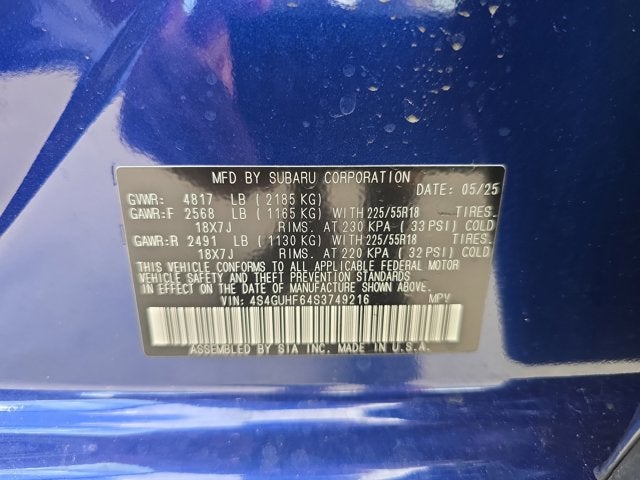 MFD BY SUBARU CORPORATION
DATE: 05/25
GVWR: 4817 LB (2185 KG)
GAWR:F 2568 LB (1165 KG) WITH 225/55R18 TIRES.
18X7J RIMS. AT 230 KPA (33 PSI) COLD
GAWR:R 2491 LB (1130 KG) WITH 225/55R18 TIRES.
18X7J RIMS. AT 220 KPA (32 PSI) COLD
THIS VEHICLE CONFORMS TO ALL APPLICABLE FEDERAL MOTOR
VEHICLE SAFETY AND THEFT PREVENTION STANDARDS
IN EFFECT ON THE DATE OF MANUFACTURE SHOWN ABOVE.
VIN: 4S4GUHF64S3749216 MPV
ASSEMBLED BY SIA INC. MADE IN U.S.A.